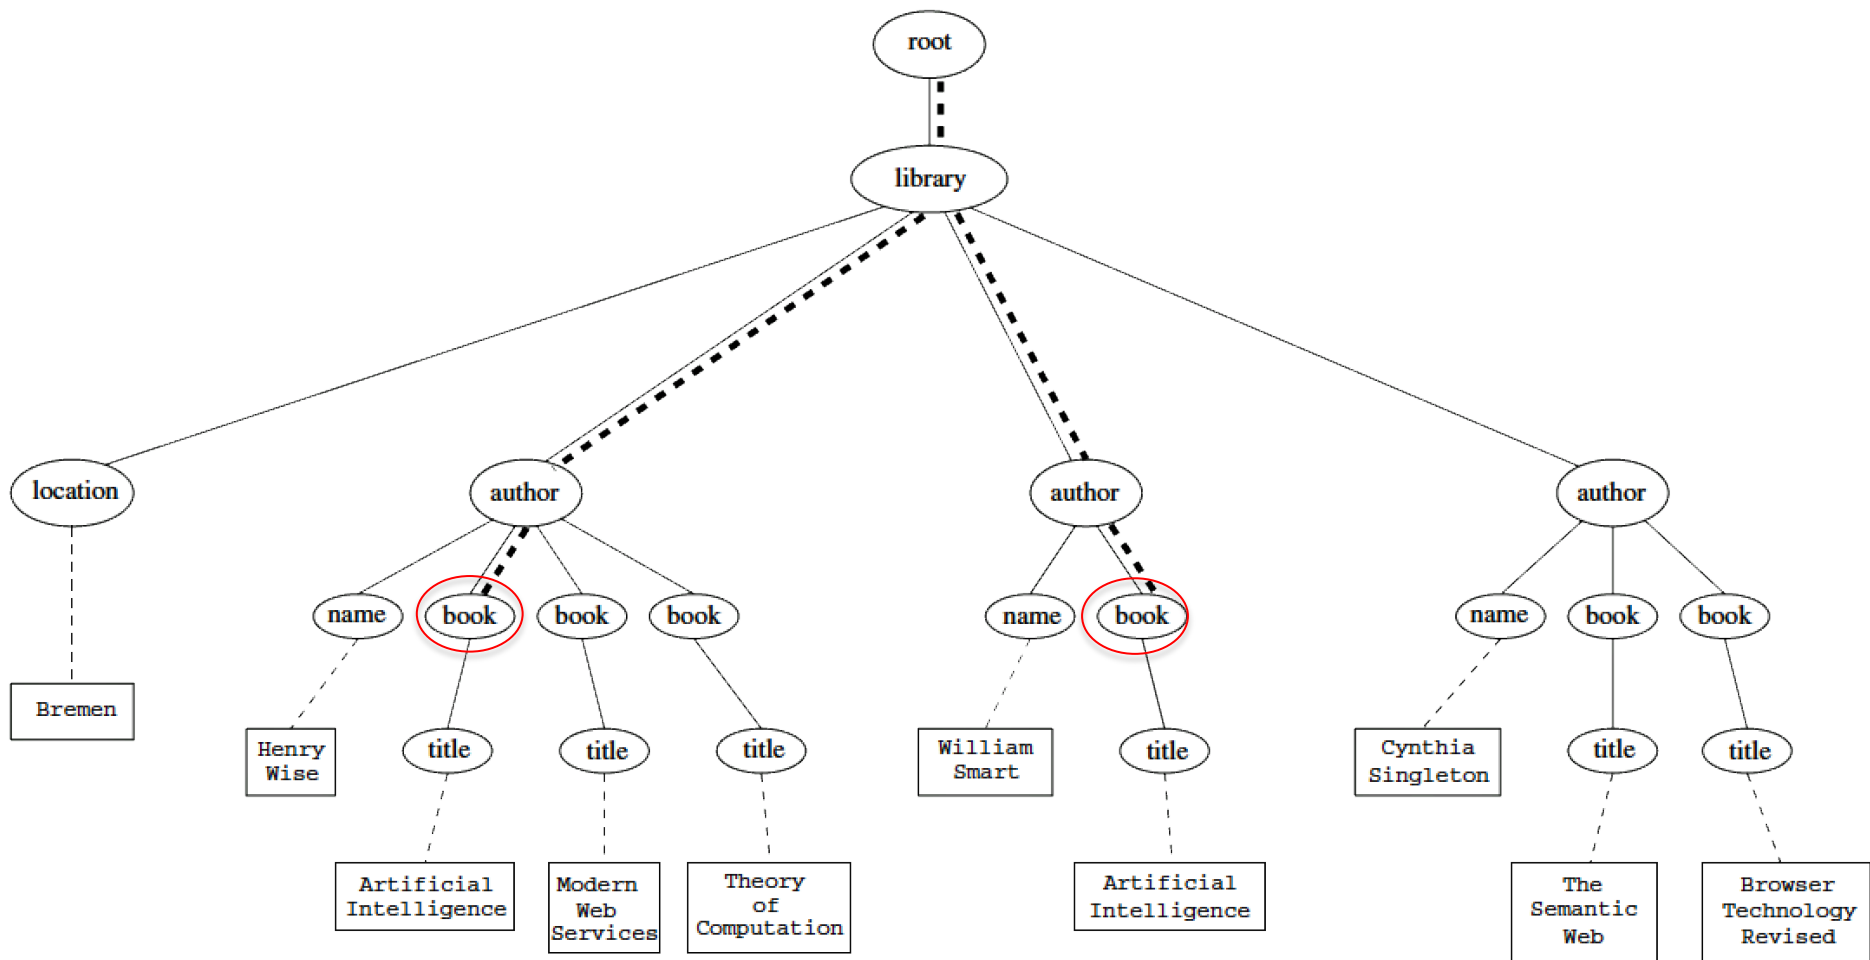 root
library
location
author
author
author
name
book
book
book
name
book
name
book
book
Bremen
Henry
Wise
title
title
title
William
Smart
title
Cynthia
Singleton
title
title
Artificial
Intelligence
Modern
Web
Services
Theory
of
Computation
Artificial
Intelligence
The
Semantic
Web
Browser
Technology
Revised